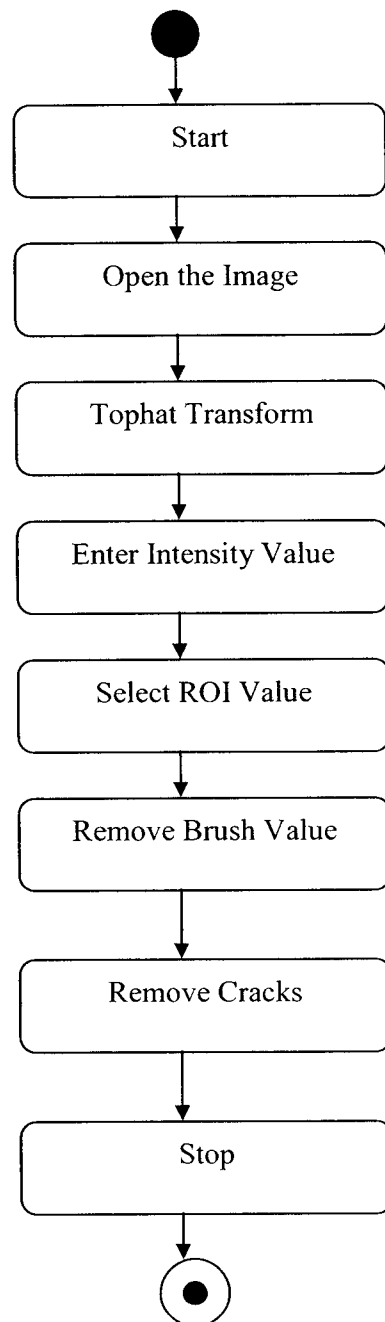 Start
Open the Image
Tophat Transform
Enter Intensity Value
Select ROI Value
Remove Brush Value
Remove Cracks
Stop